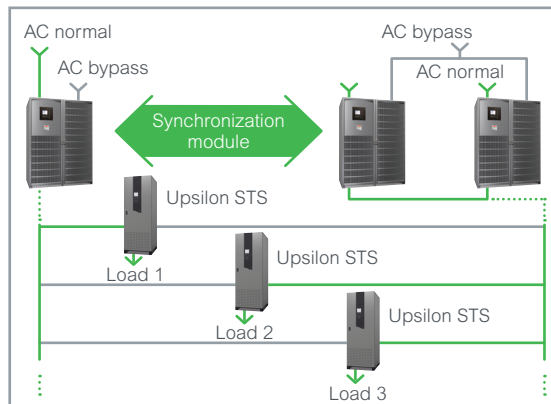 AC normal
AC bypass
AC bypass
AC normal
Synchronization
module
Upsilon STS
Load 1
Upsilon STS
Load 2
Upsilon STS
Load 3